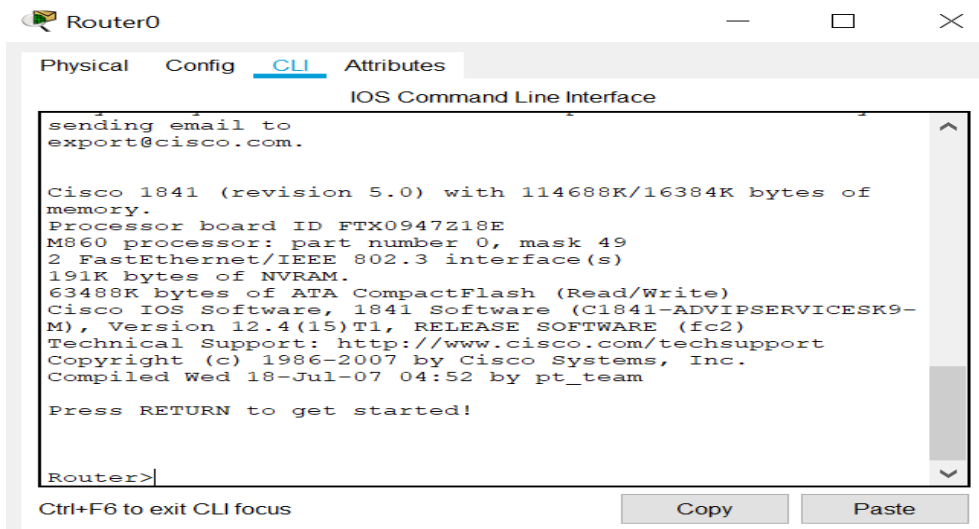 Router0
Physical Config CLI Attributes
IOS Command Line Interface
sending email to
export@cisco.com.
Cisco 1841 (revision 5.0) with 114688K/16384K bytes of
memory.
Processor board ID FTX0947Z18E
M860 processor: part number 0, mask 49
2 FastEthernet/IEEE 802.3 interface(s)
191K bytes of NVRAM.
63488K bytes of ATA CompactFlash (Read/Write)
Cisco IOS Software, 1841 Software (C1841-ADVIPSERVICESK9-
M), Version 12.4(15)T1, RELEASE SOFTWARE (fc2)
Technical Support: http://www.cisco.com/techsupport
Copyright (c) 1986-2007 by Cisco Systems, Inc.
Compiled Wed 18-Jul-07 04:52 by pt_team
Press RETURN to get started!
Router>
Ctrl+F6 to exit CLI focus
Copy Paste